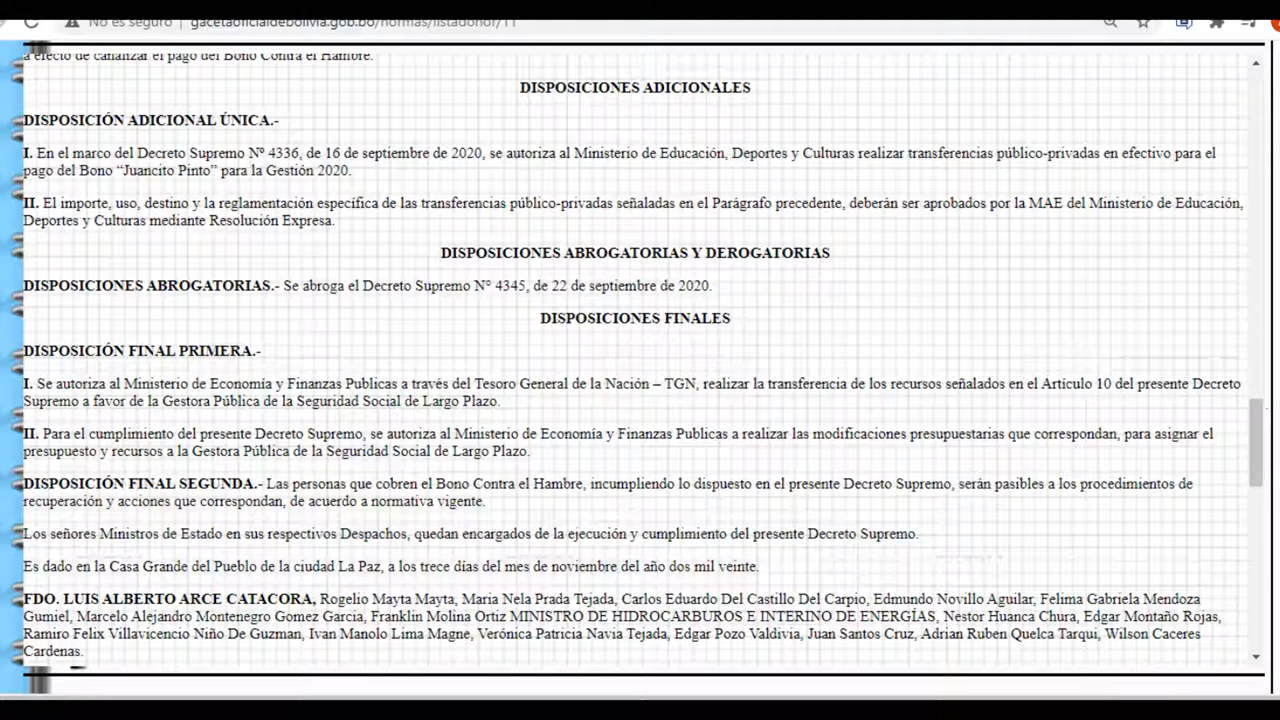 No es seguro gacetaoficialdebolivia.gob.bo/normas/listadonor/11
a efecto de canalizar el pago del Bono Contra el Hambre.
DISPOSICIONES ADICIONALES
DISPOSICIÓN ADICIONAL ÚNICA.-
I. En el marco del Decreto Supremo Nº 4336, de 16 de septiembre de 2020, se autoriza al Ministerio de Educación, Deportes y Culturas realizar transferencias público-privadas en efectivo para el
pago del Bono “Juancito Pinto” para la Gestión 2020.
II. El importe, uso, destino y la reglamentación específica de las transferencias público-privadas señaladas en el Parágrafo precedente, deberán ser aprobados por la MAE del Ministerio de Educación,
Deportes y Culturas mediante Resolución Expresa.
DISPOSICIONES ABROGATORIAS Y DEROGATORIAS
DISPOSICIONES ABROGATORIAS.- Se abroga el Decreto Supremo N° 4345, de 22 de septiembre de 2020.
DISPOSICIONES FINALES
DISPOSICIÓN FINAL PRIMERA.-
I. Se autoriza al Ministerio de Economía y Finanzas Publicas a través del Tesoro General de la Nación – TGN, realizar la transferencia de los recursos señalados en el Artículo 10 del presente Decreto
Supremo a favor de la Gestora Pública de la Seguridad Social de Largo Plazo.
II. Para el cumplimiento del presente Decreto Supremo, se autoriza al Ministerio de Economía y Finanzas Publicas a realizar las modificaciones presupuestarias que correspondan, para asignar el
presupuesto y recursos a la Gestora Pública de la Seguridad Social de Largo Plazo.
DISPOSICIÓN FINAL SEGUNDA.- Las personas que cobren el Bono Contra el Hambre, incumpliendo lo dispuesto en el presente Decreto Supremo, serán pasibles a los procedimientos de
recuperación y acciones que correspondan, de acuerdo a normativa vigente.
Los señores Ministros de Estado en sus respectivos Despachos, quedan encargados de la ejecución y cumplimiento del presente Decreto Supremo.
Es dado en la Casa Grande del Pueblo de la ciudad La Paz, a los trece días del mes de noviembre del año dos mil veinte.
FDO. LUIS ALBERTO ARCE CATACORA, Rogelio Mayta Mayta, Maria Nela Prada Tejada, Carlos Eduardo Del Castillo Del Carpio, Edmundo Novillo Aguilar, Felima Gabriela Mendoza
Gumiel, Marcelo Alejandro Montenegro Gomez Garcia, Franklin Molina Ortiz MINISTRO DE HIDROCARBUROS E INTERINO DE ENERGÍAS, Nestor Huanca Chura, Edgar Montaño Rojas,
Ramiro Felix Villavicencio Niño De Guzman, Ivan Manolo Lima Magne, Verónica Patricia Navia Tejada, Edgar Pozo Valdivia, Juan Santos Cruz, Adrian Ruben Quelca Tarqui, Wilson Caceres
Cardenas.